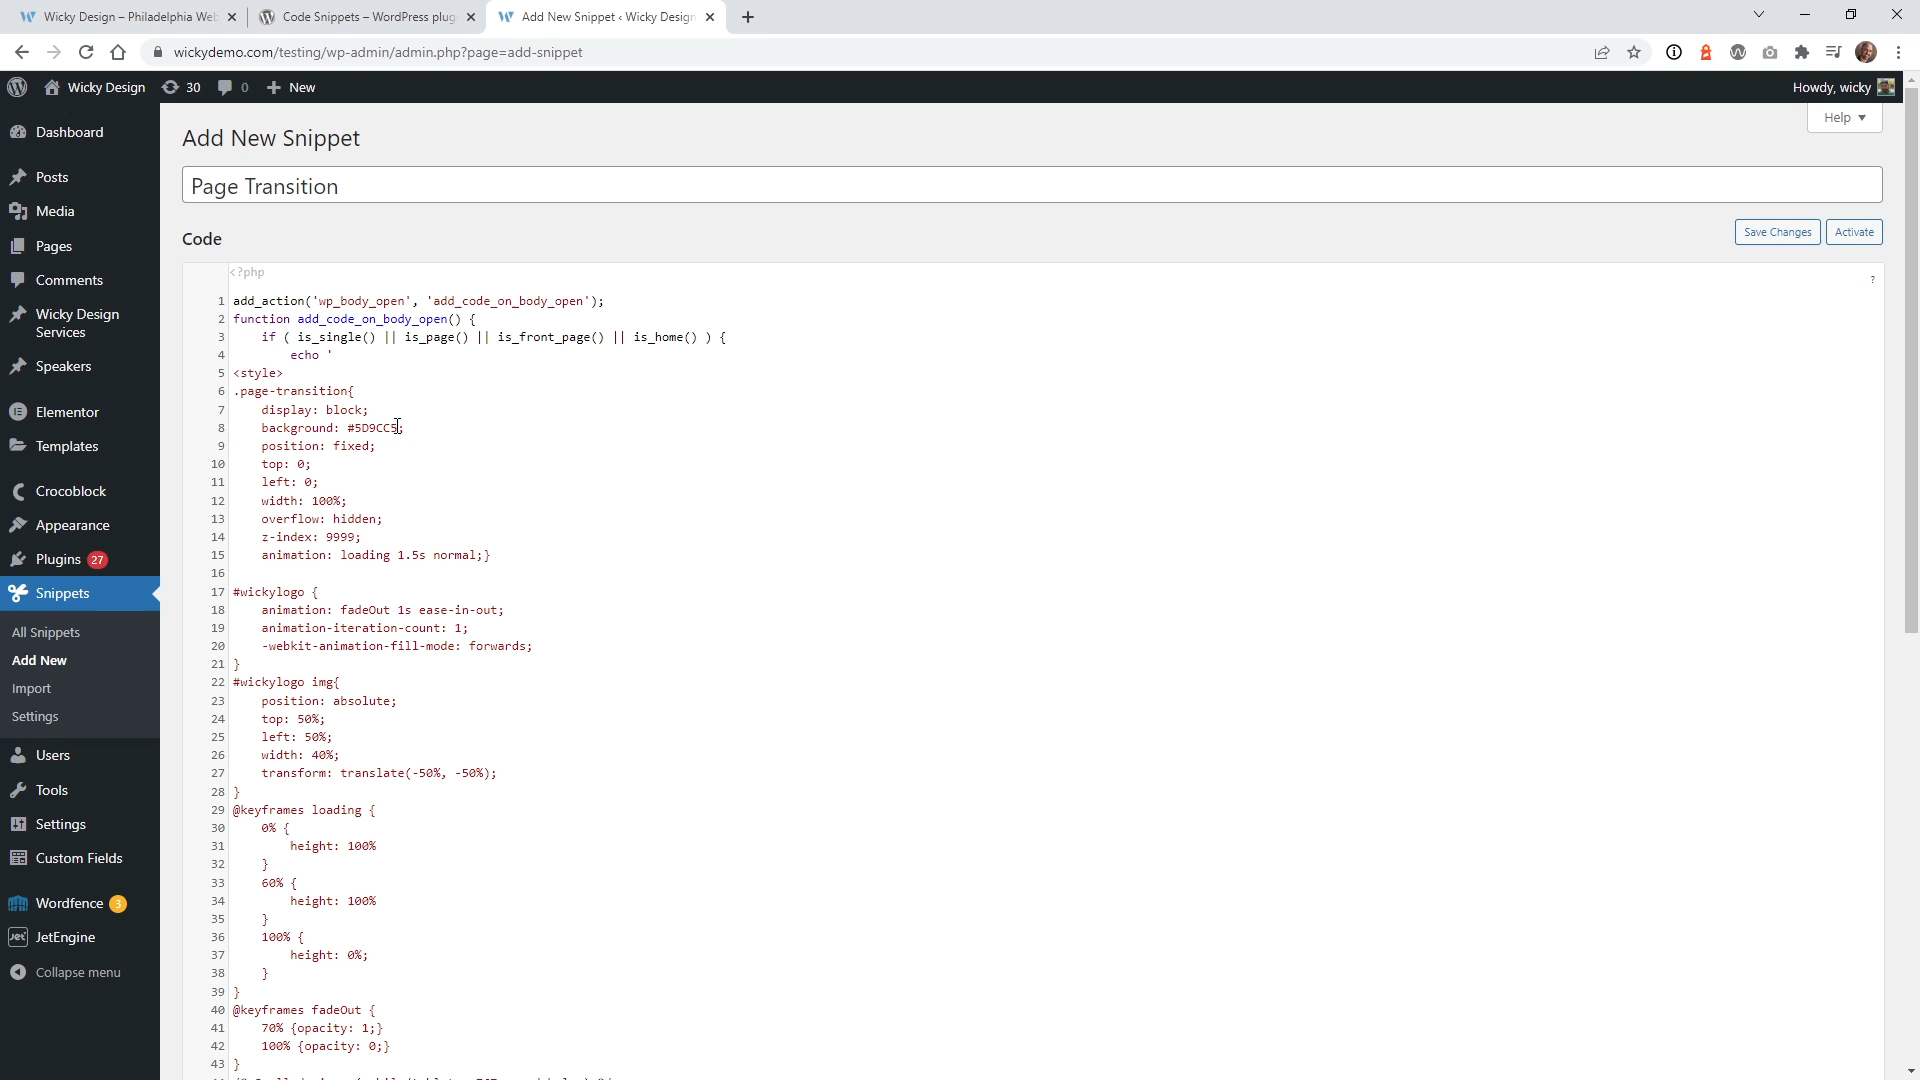 Wicky Design – Philadelphia Web
Code Snippets – WordPress plug
Add New Snippet ‹ Wicky Design
wickydemo.com/testing/wp-admin/admin.php?page=add-snippet
Wicky Design
30
0
New
Howdy, wicky
Dashboard
Posts
Media
Pages
Comments
Wicky Design
Services
Speakers
Elementor
Templates
Crocoblock
Appearance
Plugins 27
Snippets
All Snippets
Add New
Import
Settings
Users
Tools
Settings
Custom Fields
Wordfence 3
JetEngine
Collapse menu
Help
Add New Snippet
Page Transition
Code
Save Changes
Activate
<?php
?
1 add_action('wp_body_open', 'add_code_on_body_open');
2 function add_code_on_body_open() {
3 if ( is_single() || is_page() || is_front_page() || is_home() ) {
4 echo '
5 <style>
6 .page-transition{
7 display: block;
8 background: #5D9CC5;
9 position: fixed;
10 top: 0;
11 left: 0;
12 width: 100%;
13 overflow: hidden;
14 z-index: 9999;
15 animation: loading 1.5s normal;}
16
17 #wickylogo {
18 animation: fadeOut 1s ease-in-out;
19 animation-iteration-count: 1;
20 -webkit-animation-fill-mode: forwards;
21 }
22 #wickylogo img{
23 position: absolute;
24 top: 50%;
25 left: 50%;
26 width: 40%;
27 transform: translate(-50%, -50%);
28 }
29 @keyframes loading {
30 0% {
31 height: 100%
32 }
33 60% {
34 height: 100%
35 }
36 100% {
37 height: 0%;
38 }
39 }
40 @keyframes fadeOut {
41 70% {opacity: 1;}
42 100% {opacity: 0;}
43 }